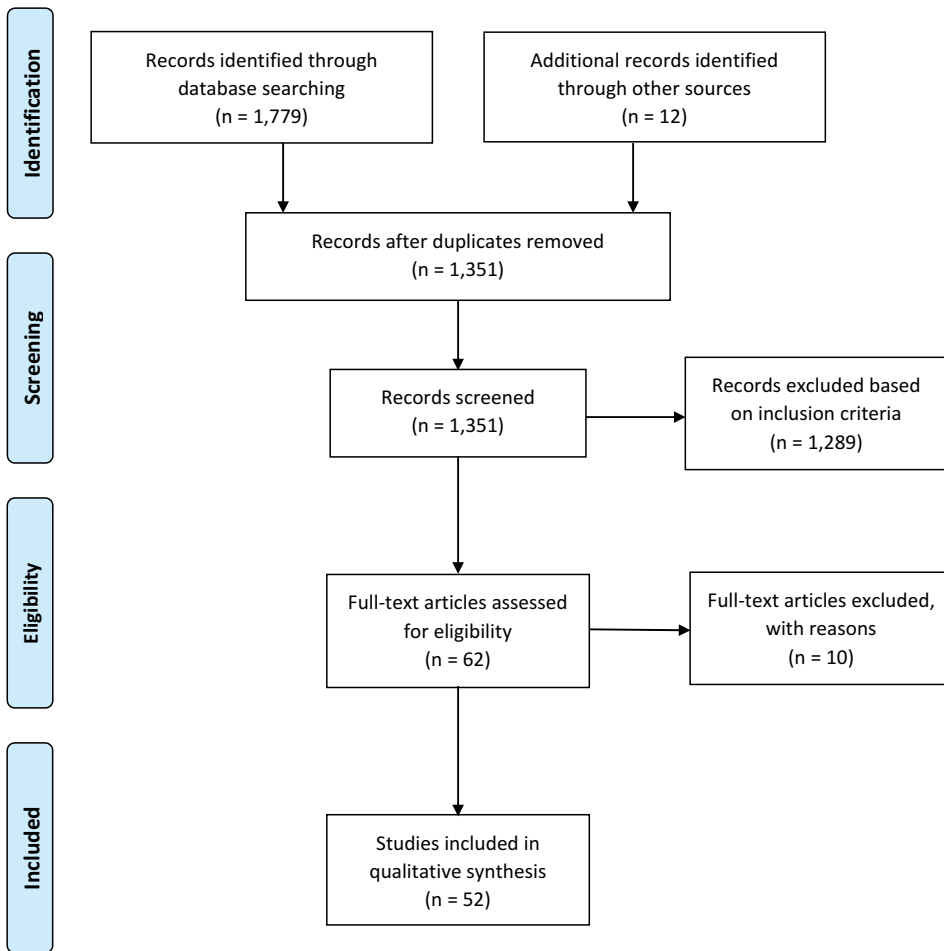 Identification
Records identified through
database searching
(n = 1,779)
Additional records identified
through other sources
(n = 12)
Records after duplicates removed
(n = 1,351)
Screening
Records screened
(n = 1,351)
Records excluded based
on inclusion criteria
(n = 1,289)
Eligibility
Full-text articles assessed
for eligibility
(n = 62)
Full-text articles excluded,
with reasons
(n = 10)
Included
Studies included in
qualitative synthesis
(n = 52)